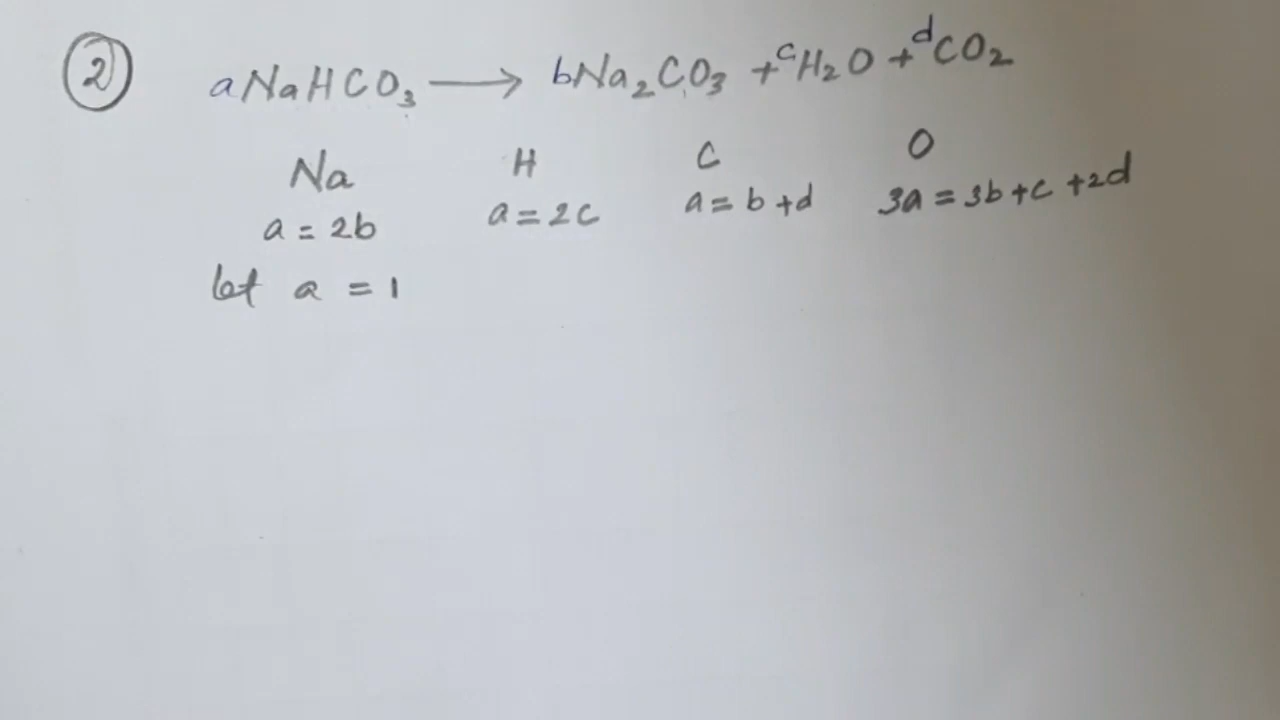 2 aNaHCO₃ ⟶ bNa₂CO₃ + cH₂O + dCO₂
Na H C O
a = 2b a = 2c a = b + d 3a = 3b + c + 2d
let a = 1